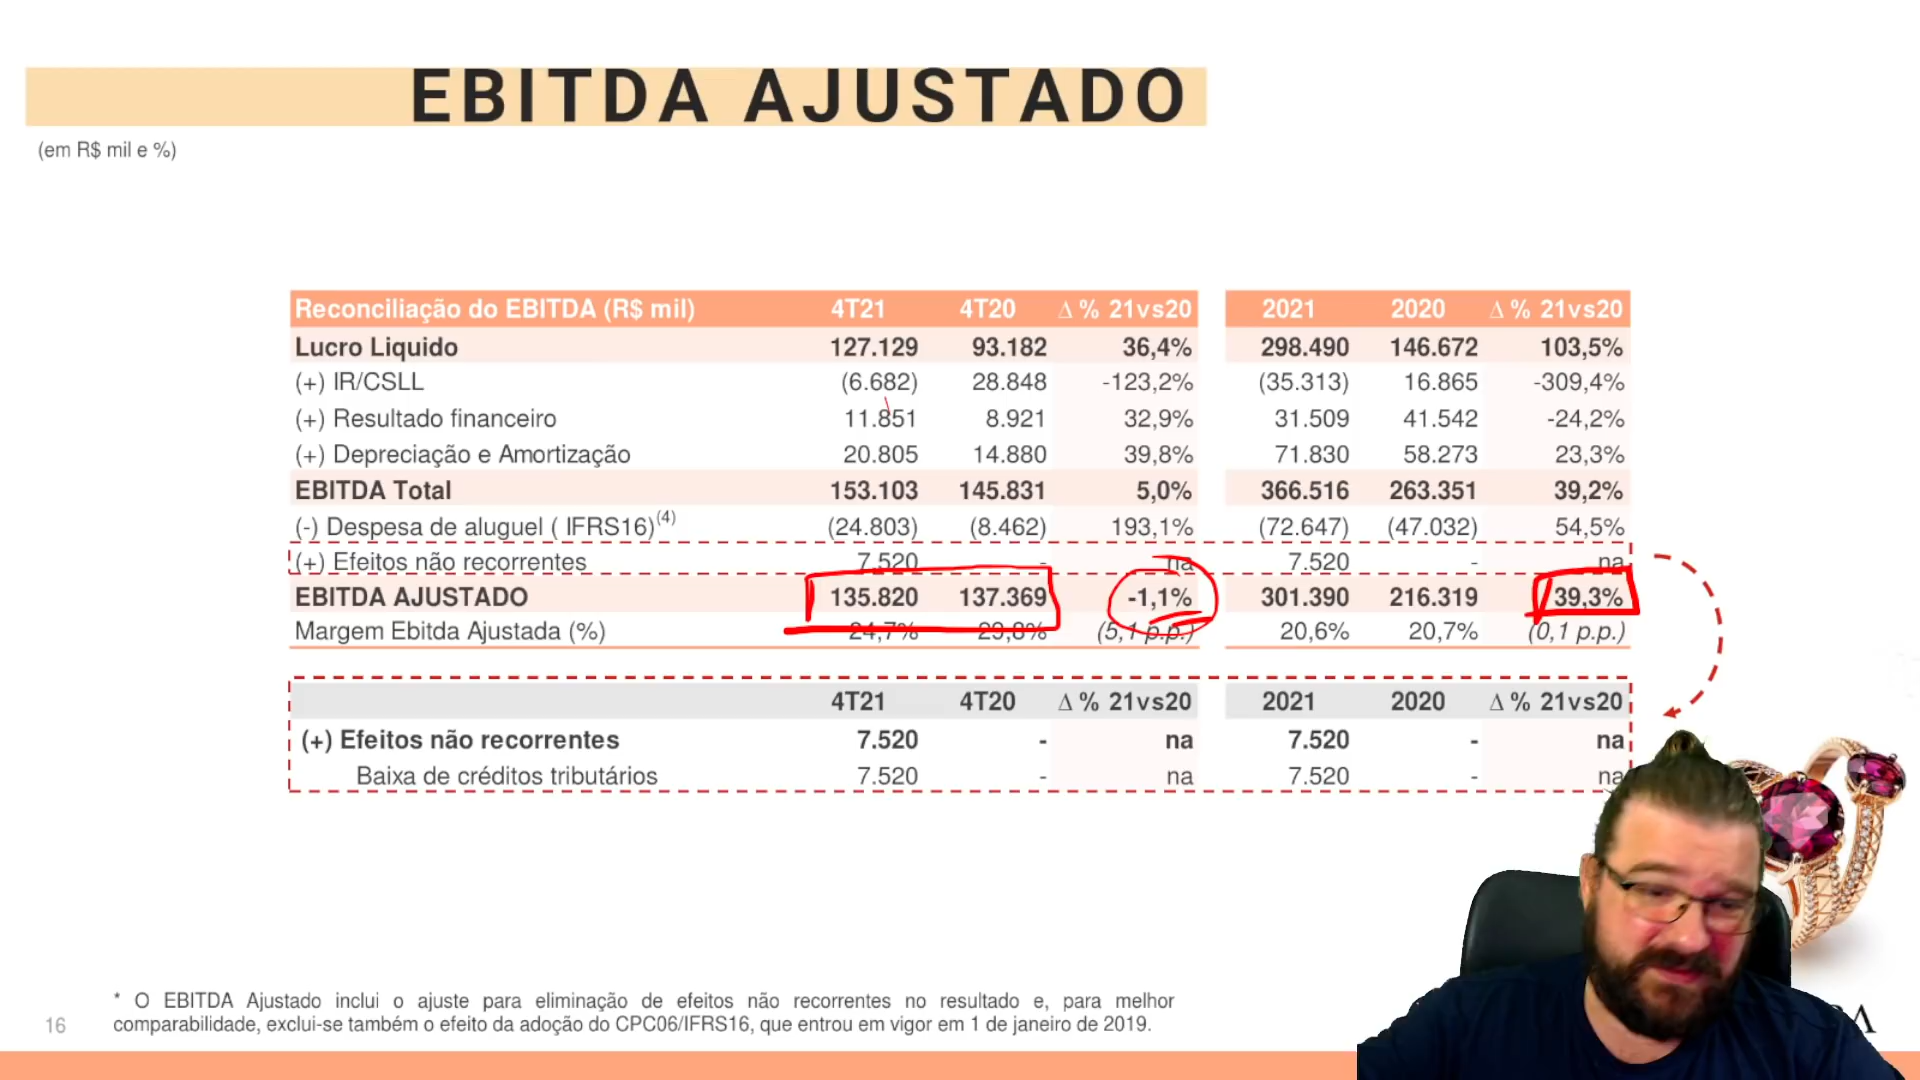 EBITDA AJUSTADO
(em R$ mil e %)
Reconciliação do EBITDA (R$ mil) 4T21 4T20 Δ % 21vs20 2021 2020 Δ % 21vs20
Lucro Liquido 127.129 93.182 36,4% 298.490 146.672 103,5%
(+) IR/CSLL (6.682) 28.848 -123,2% (35.313) 16.865 -309,4%
(+) Resultado financeiro 11.851 8.921 32,9% 31.509 41.542 -24,2%
(+) Depreciação e Amortização 20.805 14.880 39,8% 71.830 58.273 23,3%
EBITDA Total 153.103 145.831 5,0% 366.516 263.351 39,2%
(-) Despesa de aluguel ( IFRS16)(4) (24.803) (8.462) 193,1% (72.647) (47.032) 54,5%
(+) Efeitos não recorrentes 7.520 - na 7.520 - na
EBITDA AJUSTADO 135.820 137.369 -1,1% 301.390 216.319 39,3%
Margem Ebitda Ajustada (%) 24,7% 29,8% (5,1 p.p.) 20,6% 20,7% (0,1 p.p.)
4T21 4T20 Δ % 21vs20 2021 2020 Δ % 21vs20
(+) Efeitos não recorrentes 7.520 - na 7.520 - na
Baixa de créditos tributários 7.520 - na 7.520 - na
* O EBITDA Ajustado inclui o ajuste para eliminação de efeitos não recorrentes no resultado e, para melhor
comparabilidade, exclui-se também o efeito da adoção do CPC06/IFRS16, que entrou em vigor em 1 de janeiro de 2019.
16